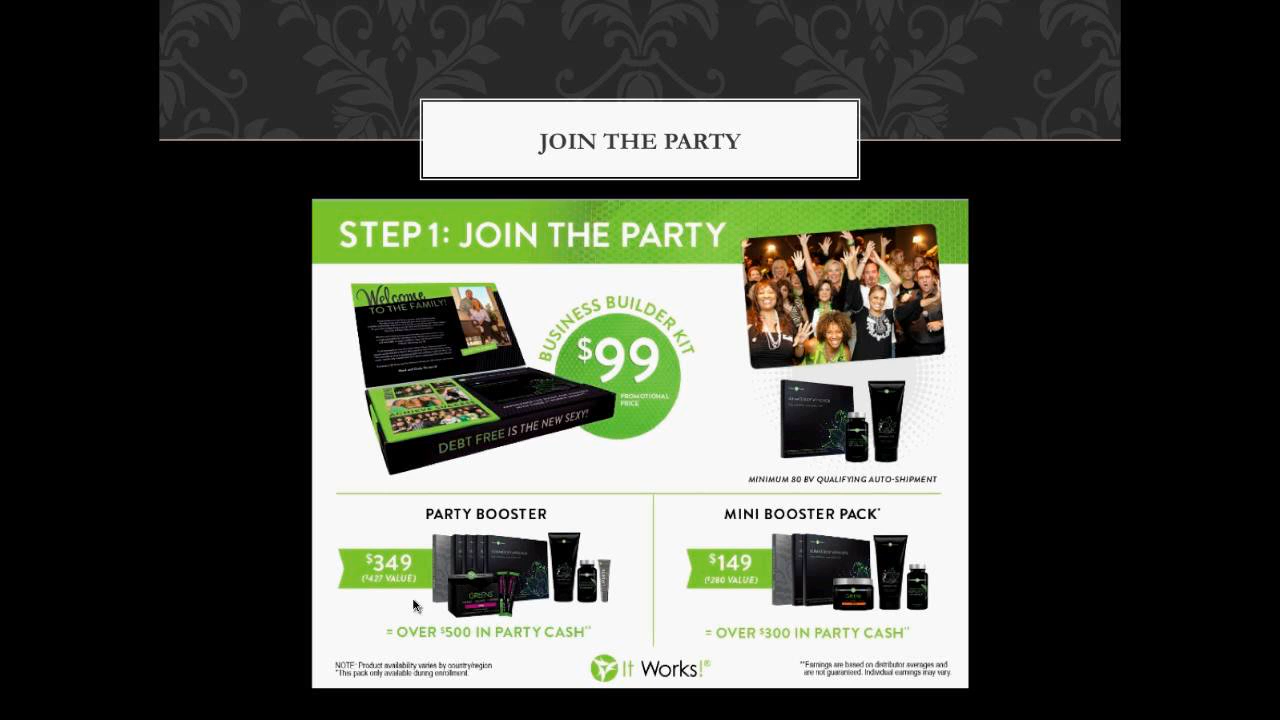 JOIN THE PARTY
STEP 1: JOIN THE PARTY
Welcome
TO THE FAMILY!
BUSINESS BUILDER KIT
$99
PROMOTIONAL
PRICE
DEBT FREE IS THE NEW SEXY!
MINIMUM 80 BV QUALIFYING AUTO-SHIPMENT
PARTY BOOSTER
$349
($427 VALUE)
GREENS
= OVER $500 IN PARTY CASH**
MINI BOOSTER PACK*
$149
($280 VALUE)
= OVER $300 IN PARTY CASH**
NOTE: Product availability varies by country/region
*This pack only available during enrollment.
It Works!®
**Earnings are based on distributor averages and
are not guaranteed. Individual earnings may vary.